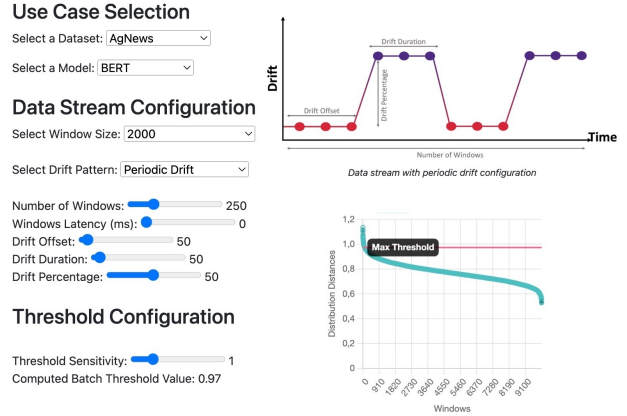 Use Case Selection
Select a Dataset: AgNews
Select a Model: BERT
Data Stream Configuration
Select Window Size: 2000
Select Drift Pattern: Periodic Drift
Number of Windows: 250
Windows Latency (ms): 0
Drift Offset: 50
Drift Duration: 50
Drift Percentage: 50
Threshold Configuration
Threshold Sensitivity: 1
Computed Batch Threshold Value: 0.97
Drift
Drift Duration
Drift Percentage
Drift Offset
Time
Number of Windows
Data stream with periodic drift configuration
Distribution Distances
1,2
1,0
0,8
0,6
0,4
0,2
0
Max Threshold
0 910 1820 2730 3640 4550 5460 6370 7280 8190 9100
Windows